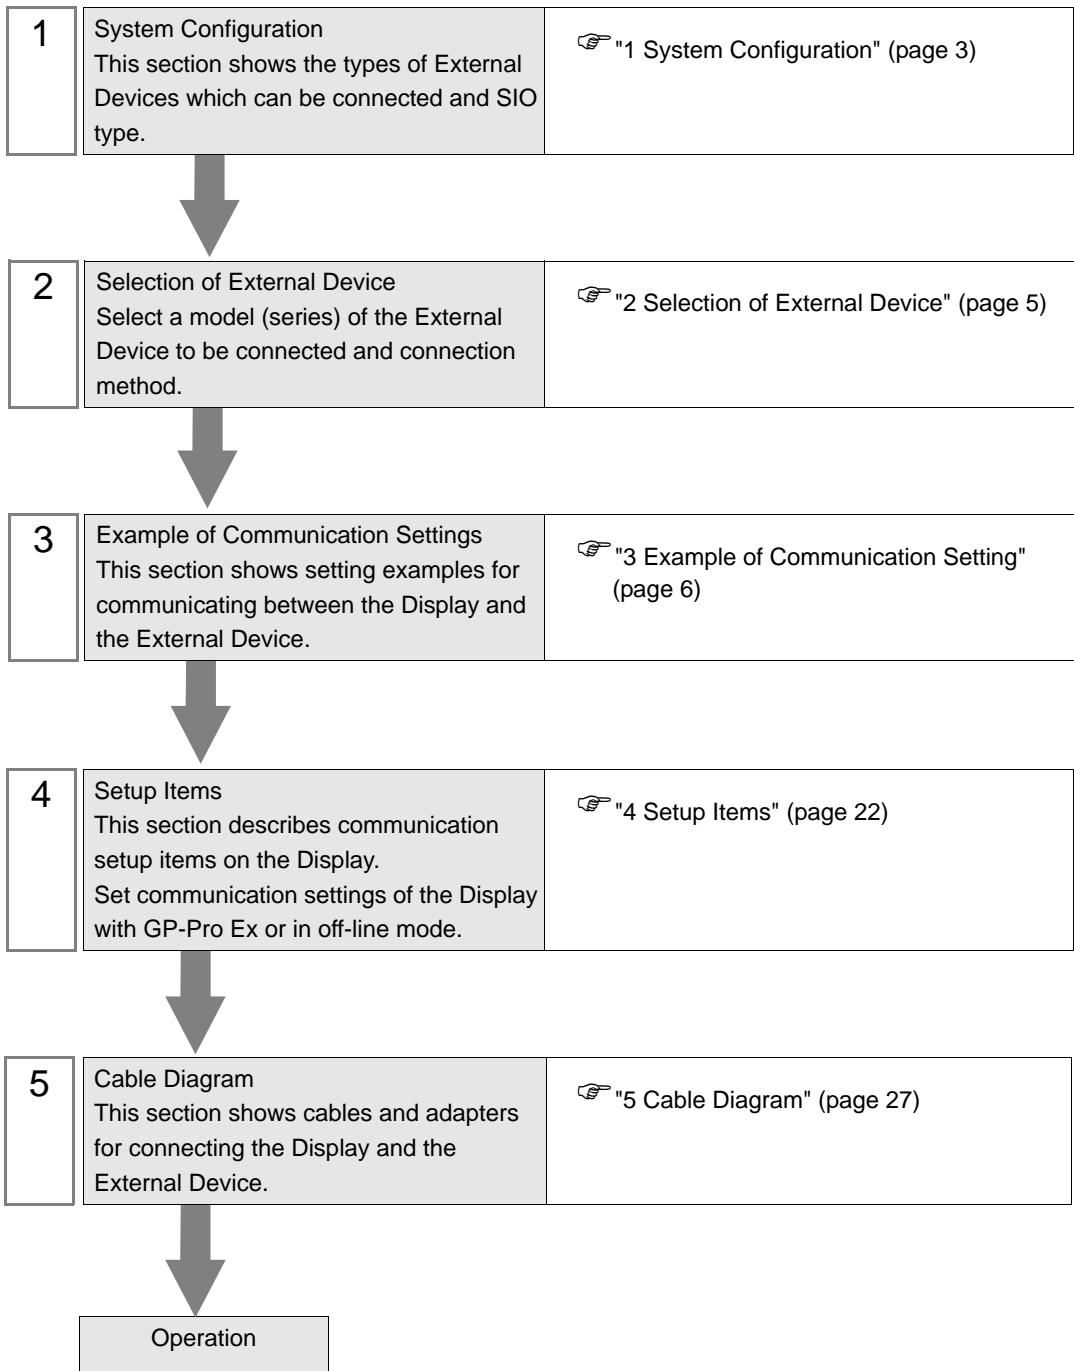 1
System Configuration
This section shows the types of External
Devices which can be connected and SIO
type.
"1 System Configuration" (page 3)
2
Selection of External Device
Select a model (series) of the External
Device to be connected and connection
method.
"2 Selection of External Device" (page 5)
3
Example of Communication Settings
This section shows setting examples for
communicating between the Display and
the External Device.
"3 Example of Communication Setting"
(page 6)
4
Setup Items
This section describes communication
setup items on the Display.
Set communication settings of the Display
with GP-Pro Ex or in off-line mode.
"4 Setup Items" (page 22)
5
Cable Diagram
This section shows cables and adapters
for connecting the Display and the
External Device.
"5 Cable Diagram" (page 27)
Operation